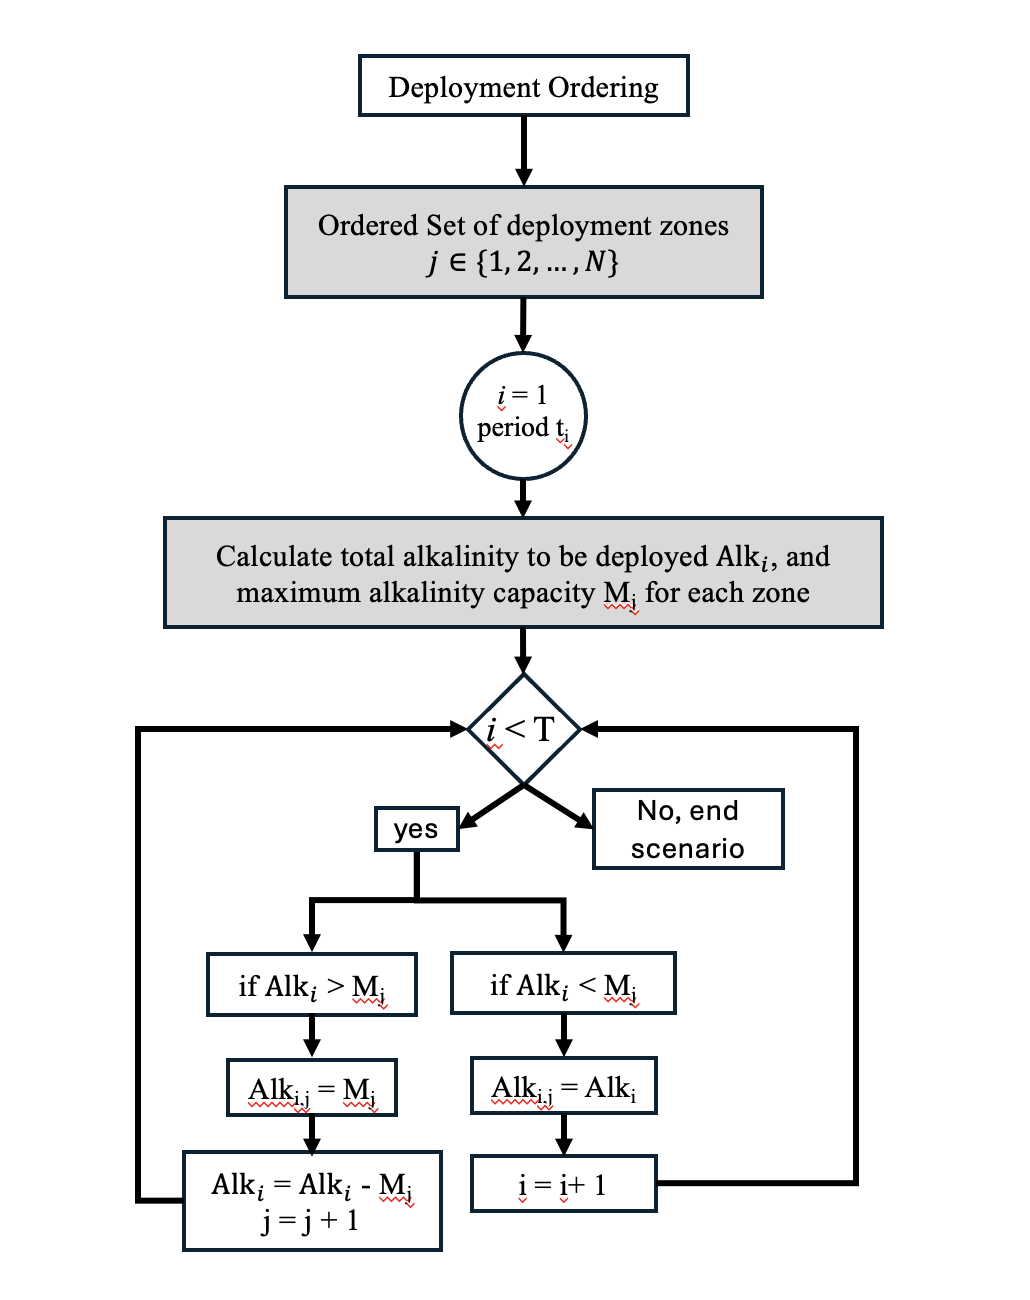 Deployment Ordering
Ordered Set of deployment zones
j ∈ {1, 2, … , N}
i = 1
period tᵢ
Calculate total alkalinity to be deployed Alkᵢ, and
maximum alkalinity capacity Mⱼ for each zone
i < T
yes
No, end
scenario
if Alkᵢ > Mⱼ
if Alkᵢ < Mⱼ
Alkᵢ,ⱼ = Mⱼ
Alkᵢ,ⱼ = Alkᵢ
Alkᵢ = Alkᵢ - Mⱼ
j = j + 1
i = i+ 1